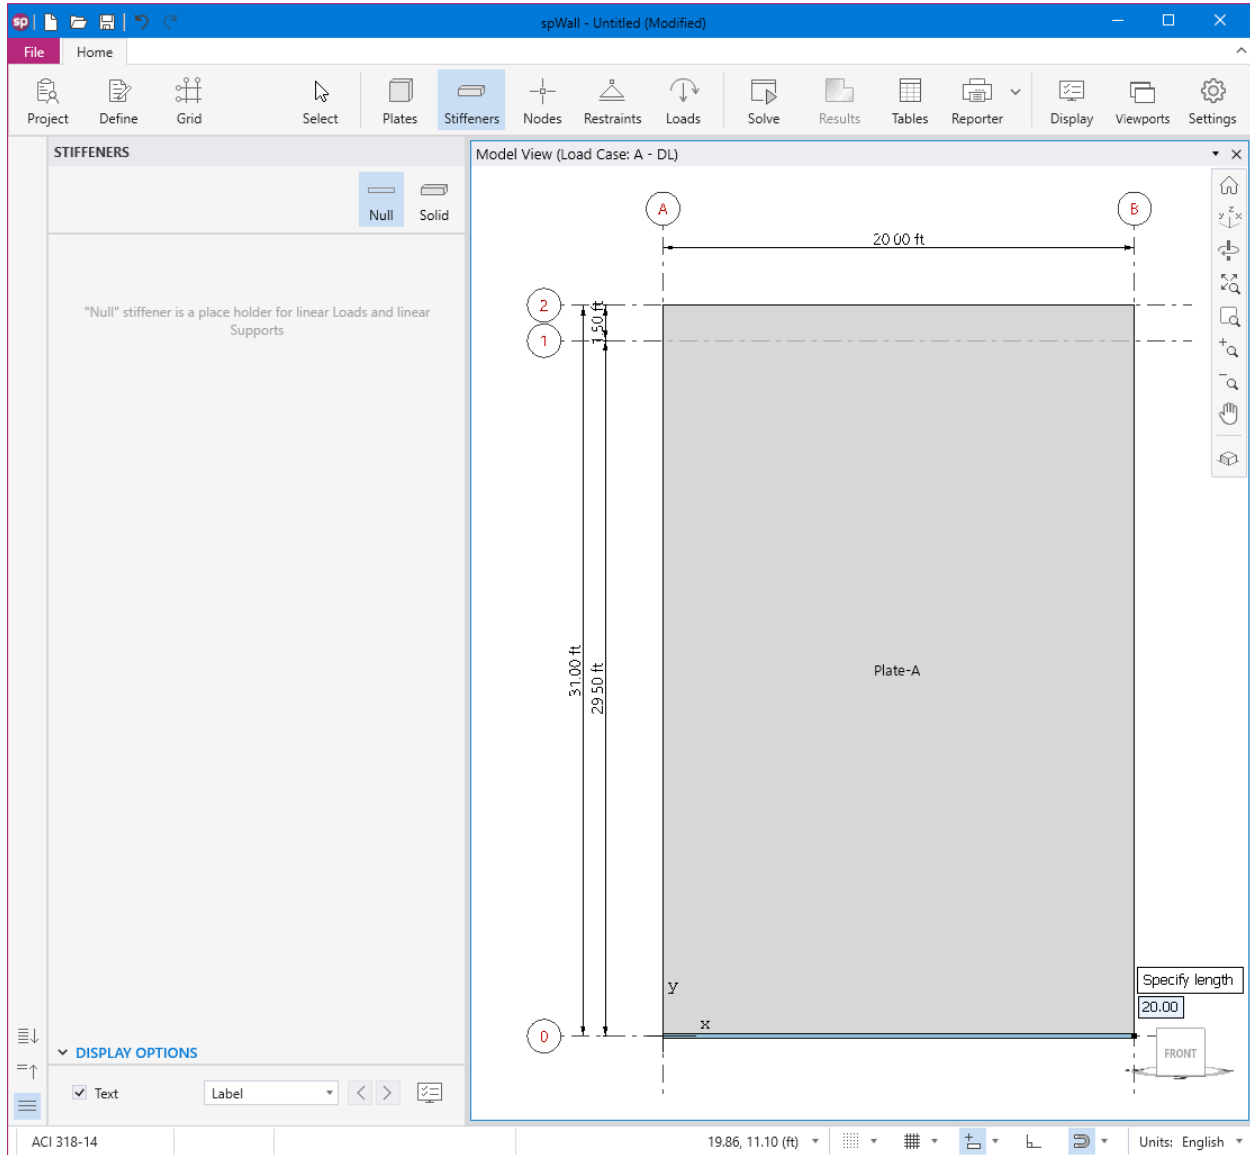 sp
spWall - Untitled (Modified)
File
Home
Project
Define
Grid
Select
Plates
Stiffeners
Nodes
Restraints
Loads
Solve
Results
Tables
Reporter
Display
Viewports
Settings
STIFFENERS
Null
Solid
"Null" stiffener is a place holder for linear Loads and linear
Supports
DISPLAY OPTIONS
Text
Label
Model View (Load Case: A - DL)
A
B
20.00 ft
2
1
1.50 ft
31.00 ft
29.50 ft
Plate-A
y
x
0
Specify length
20.00
FRONT
z
y
x
ACI 318-14
19.86, 11.10 (ft)
Units: English